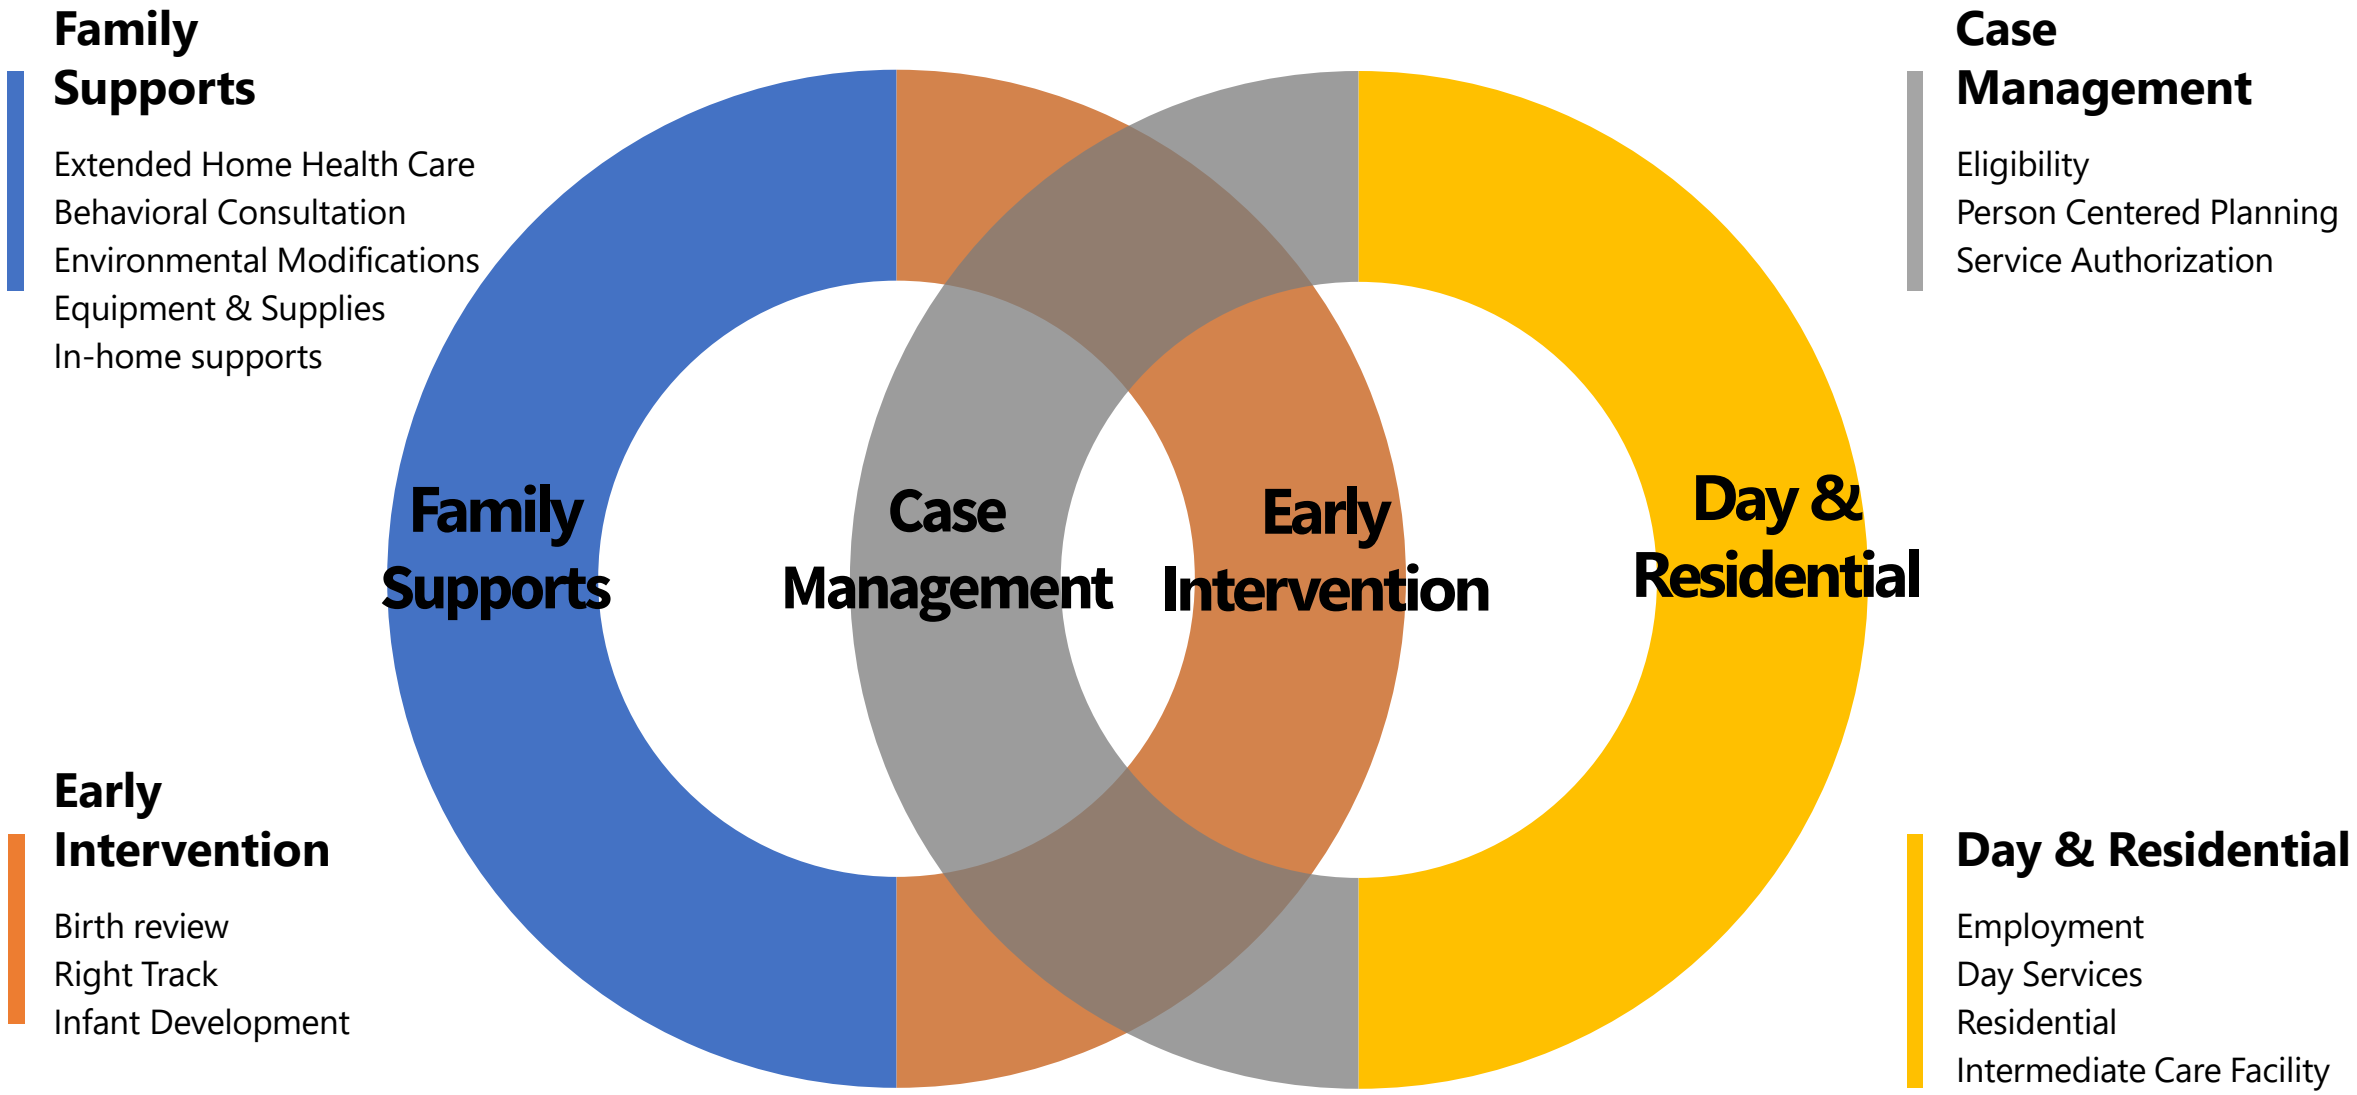 Family
Supports
Extended Home Health Care
Behavioral Consultation
Environmental Modifications
Equipment & Supplies
In-home supports
Case
Management
Eligibility
Person Centered Planning
Service Authorization
Family
Supports
Case
Management
Early
Intervention
Day &
Residential
Early
Intervention
Birth review
Right Track
Infant Development
Day & Residential
Employment
Day Services
Residential
Intermediate Care Facility